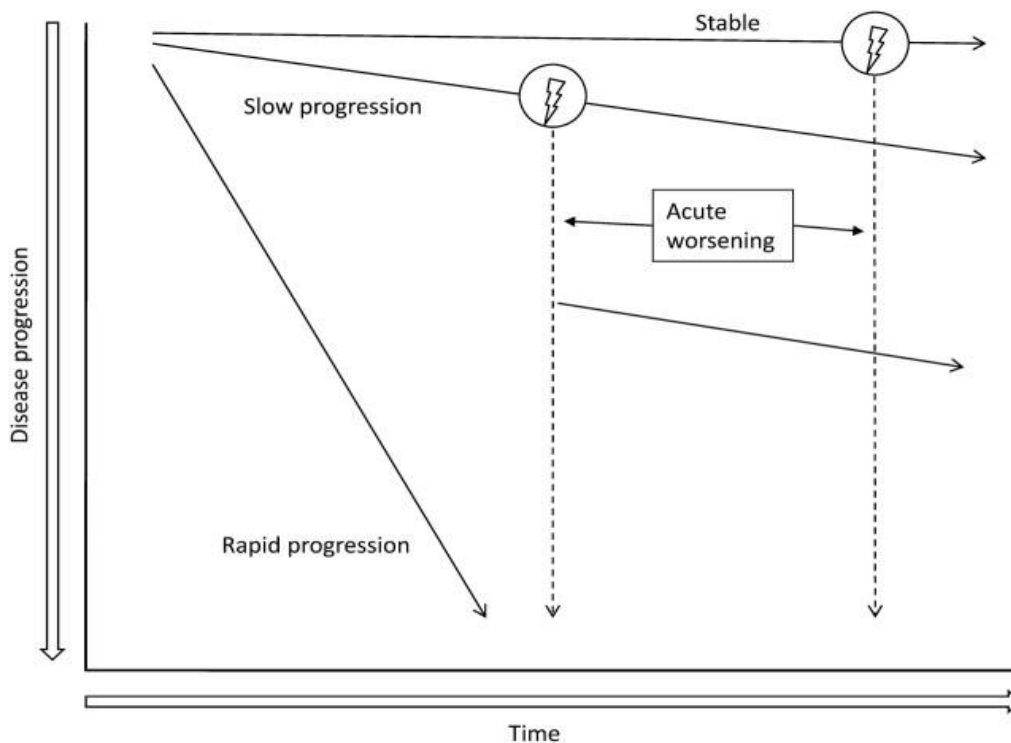 Stable
Slow progression
Acute
worsening
Disease progression
Rapid progression
Time